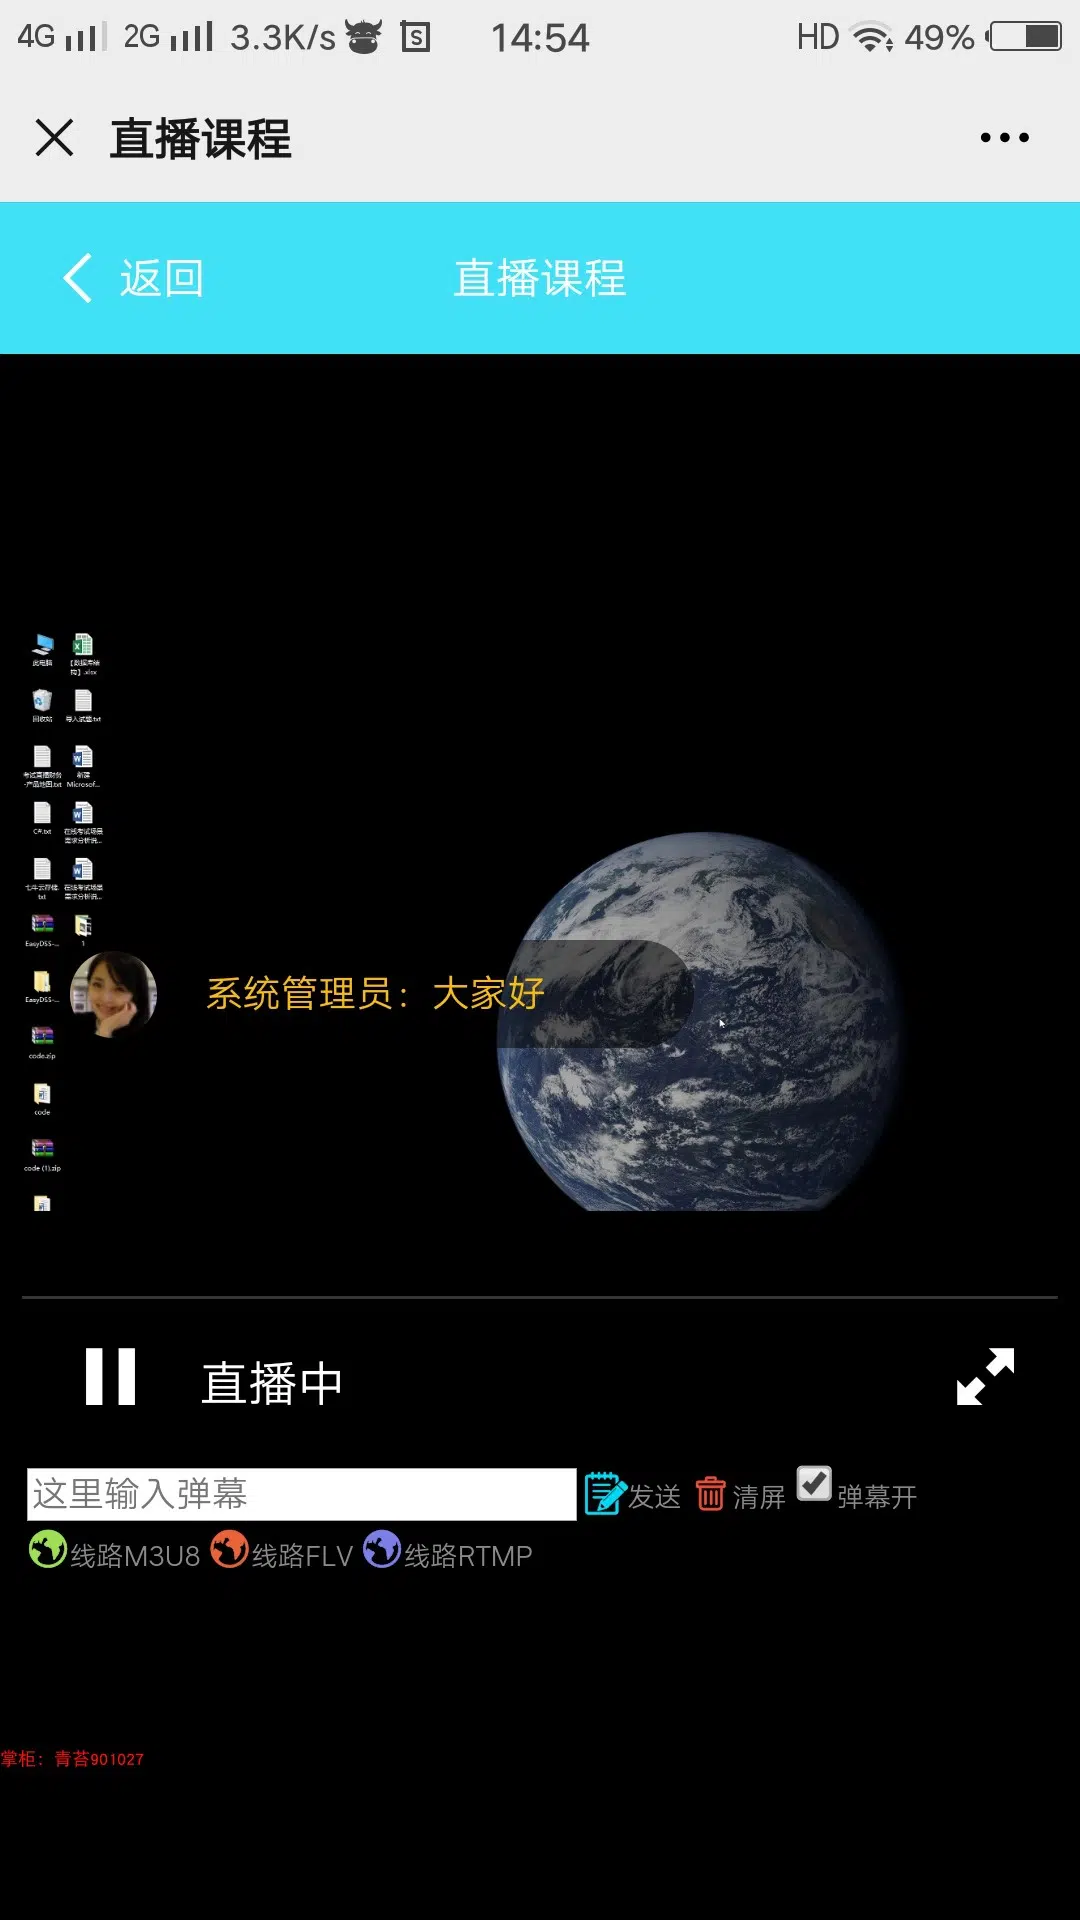 4G 2G 3.3K/s S 14:54 HD 49%
直播课程
返回 直播课程
此电脑
【数据库结
构】.xlsx
回收站
导入试题.txt
考试直播财务
-产品地图.txt
新建
Microsof...
C#.txt
在线考试场景
需求分析说...
七牛云存储.
txt
在线考试场景
需求分析说...
EasyDSS-...
1
EasyDSS-...
系统管理员：大家好
code.zip
code
code (1).zip
直播中
这里输入弹幕 发送 清屏 弹幕开
线路M3U8 线路FLV 线路RTMP
掌柜：青苔901027